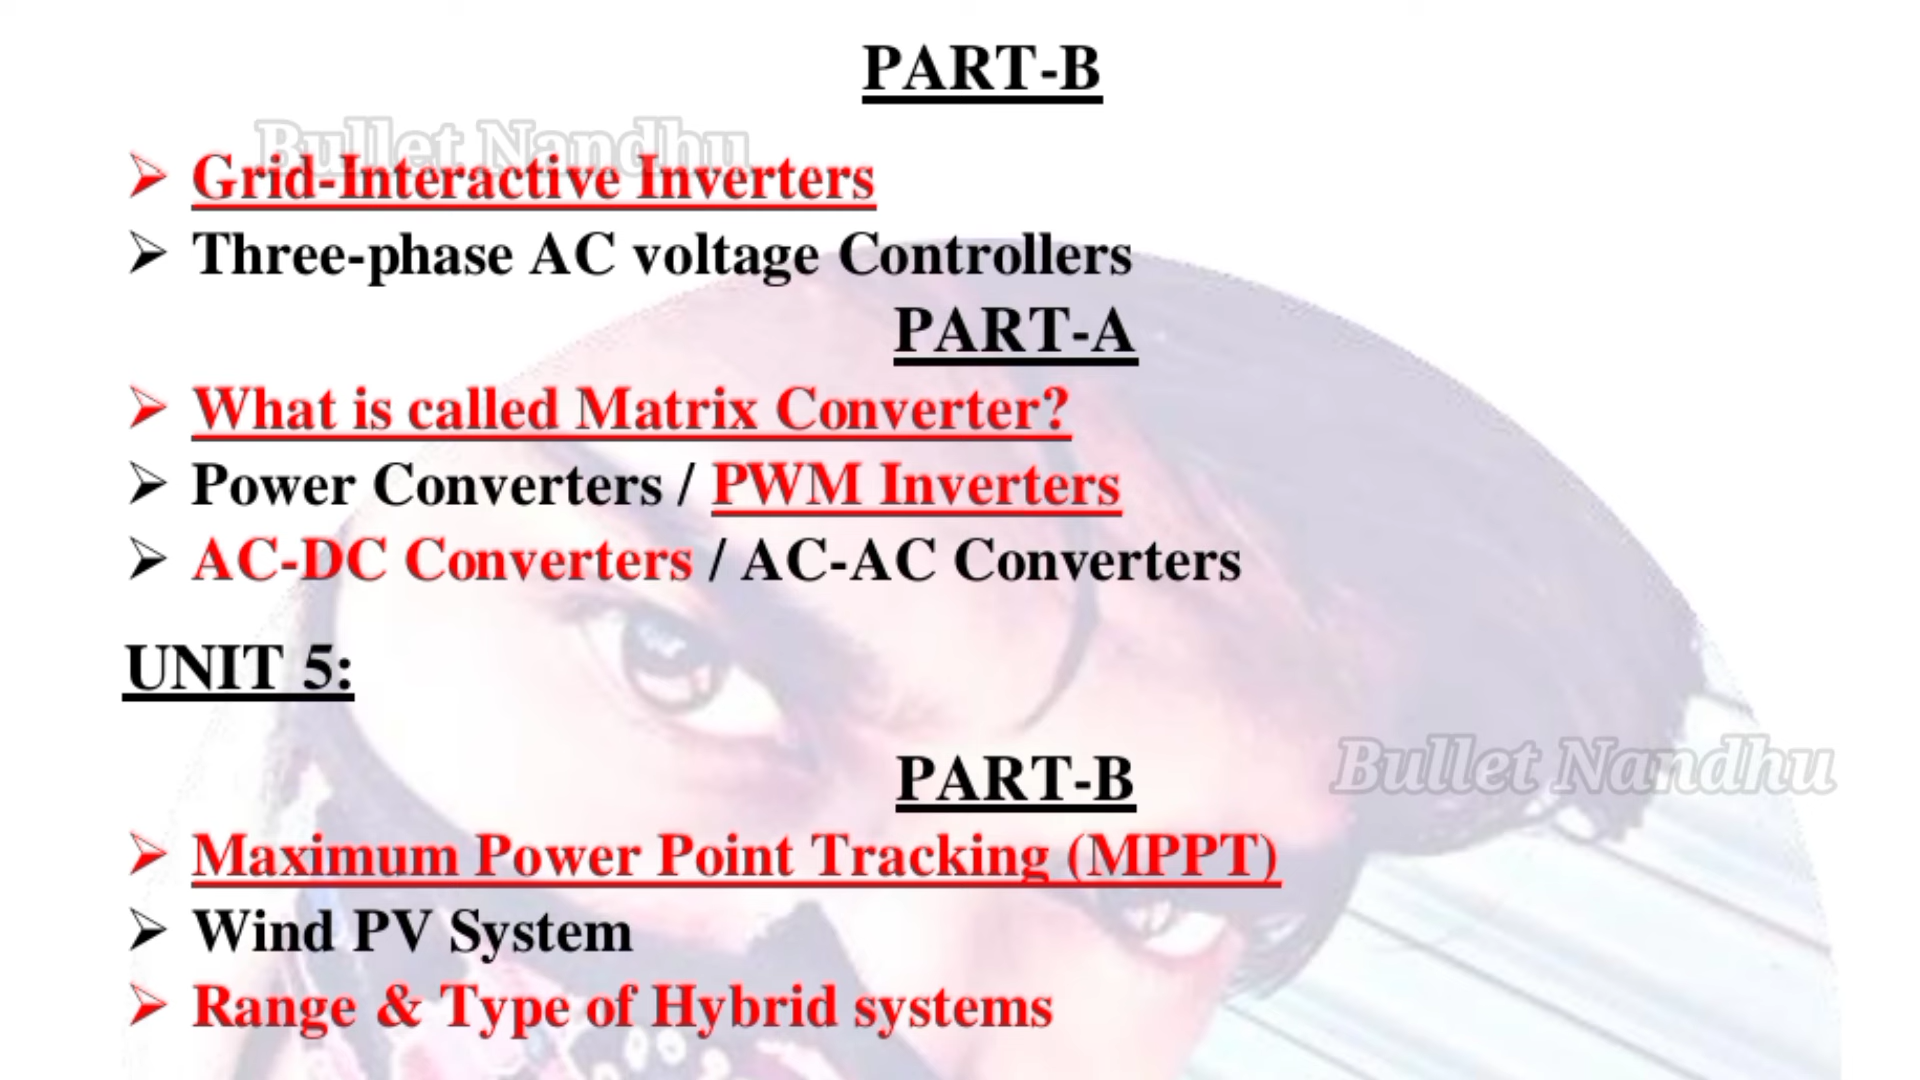 PART-B
Bullet Nandhu
➢ Grid-Interactive Inverters
➢ Three-phase AC voltage Controllers
PART-A
➢ What is called Matrix Converter?
➢ Power Converters / PWM Inverters
➢ AC-DC Converters / AC-AC Converters
UNIT 5:
Bullet Nandhu
PART-B
➢ Maximum Power Point Tracking (MPPT)
➢ Wind PV System
➢ Range & Type of Hybrid systems